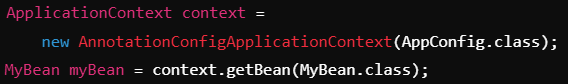 ApplicationContext context =
    new AnnotationConfigApplicationContext(AppConfig.class);
MyBean myBean = context.getBean(MyBean.class);